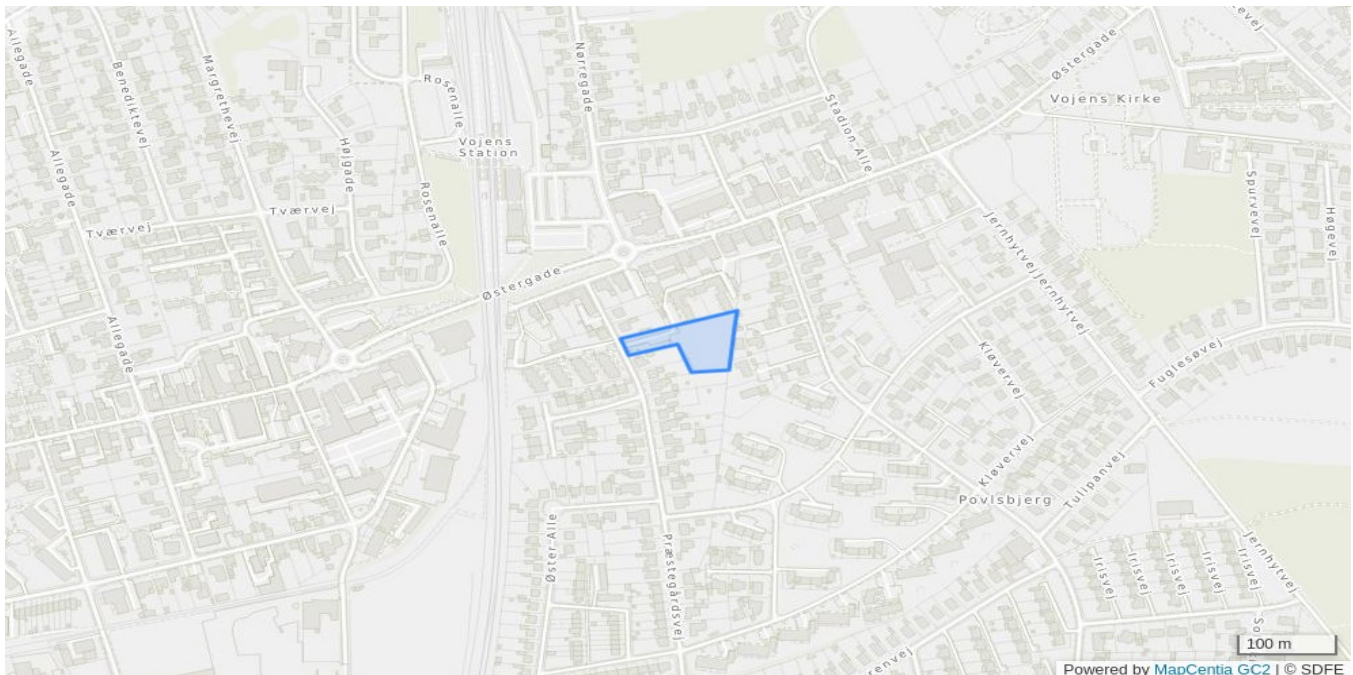 Allegade
Benediktevej
Margrethevej
Højgade
Rosenalle
Vojens
Station
Nørregade
Stadion Alle
Østergade
Vojens Kirke
Spurvevej
Høgevej
Allegade
Tværvej
Tværvej
Rosenalle
Østergade
Jernhytvej
Jernhytvej
Allegade
Kløvervej
Fuglesøvej
Kløvervej
Tulipanvej
Povlsbjerg
Øster Alle
Præstegårdsvej
Irisvej
Irisvej
Irisvej
Irisvej
Jernhytvej
100 m
Powered by MapCentia GC2 | © SDFE